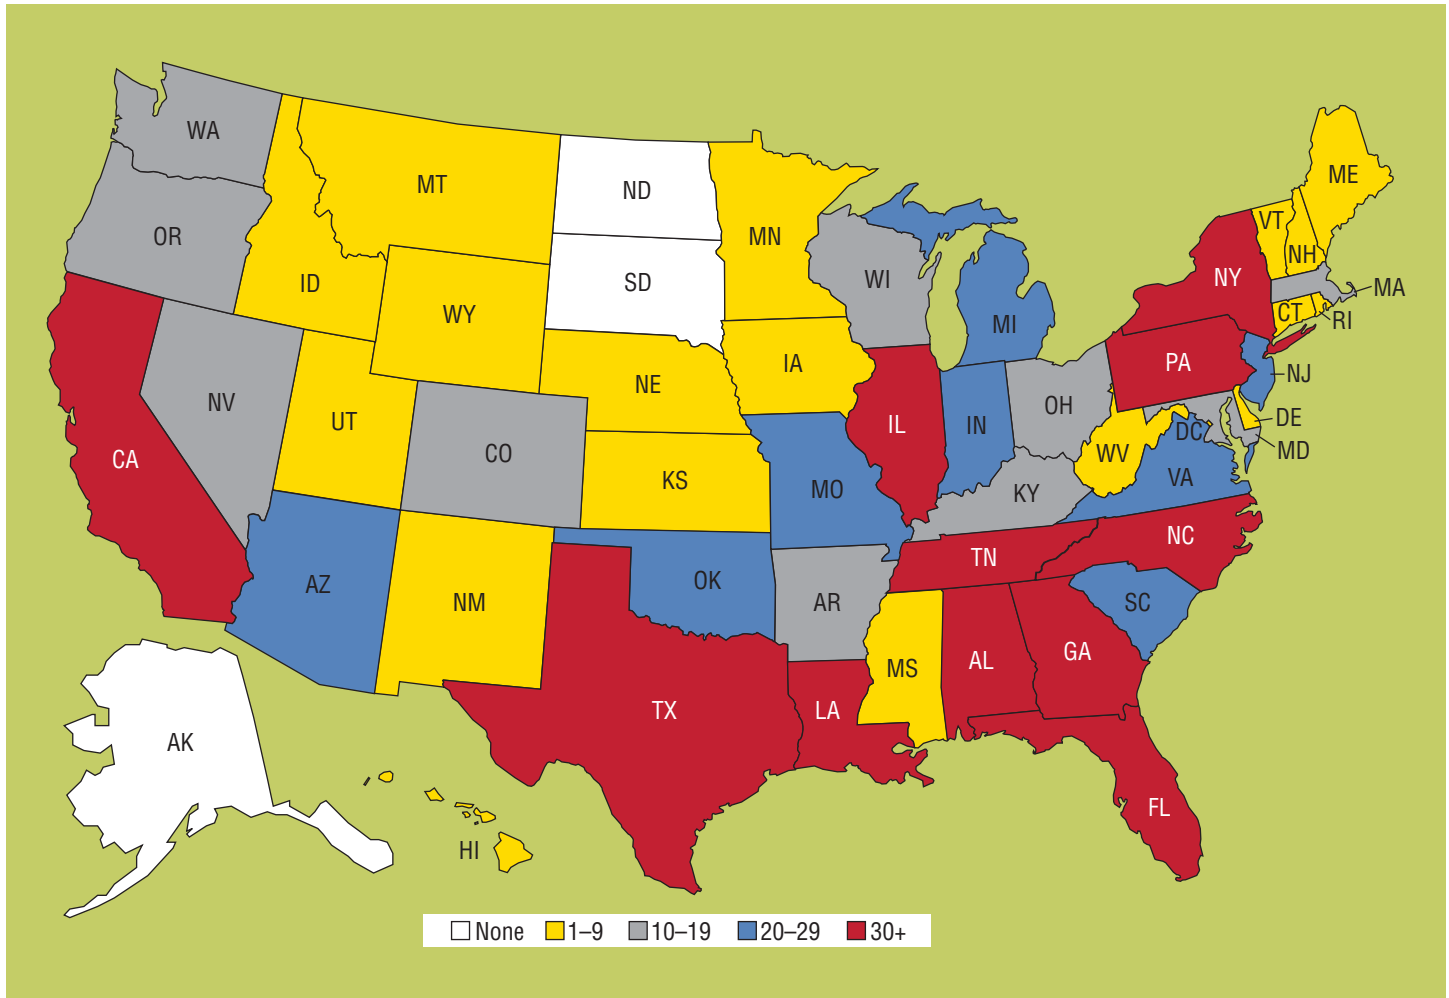 WA
MT
ND
MN
ME
OR
ID
SD
WI
VT
NH
NY
MA
WY
MI
CT
RI
PA
IA
NE
NJ
NV
UT
OH
IL
IN
DE
DC
MD
CA
CO
WV
KS
MO
VA
KY
NC
TN
AZ
OK
NM
AR
SC
MS
AL
GA
TX
LA
AK
FL
HI
None 1–9 10–19 20–29 30+